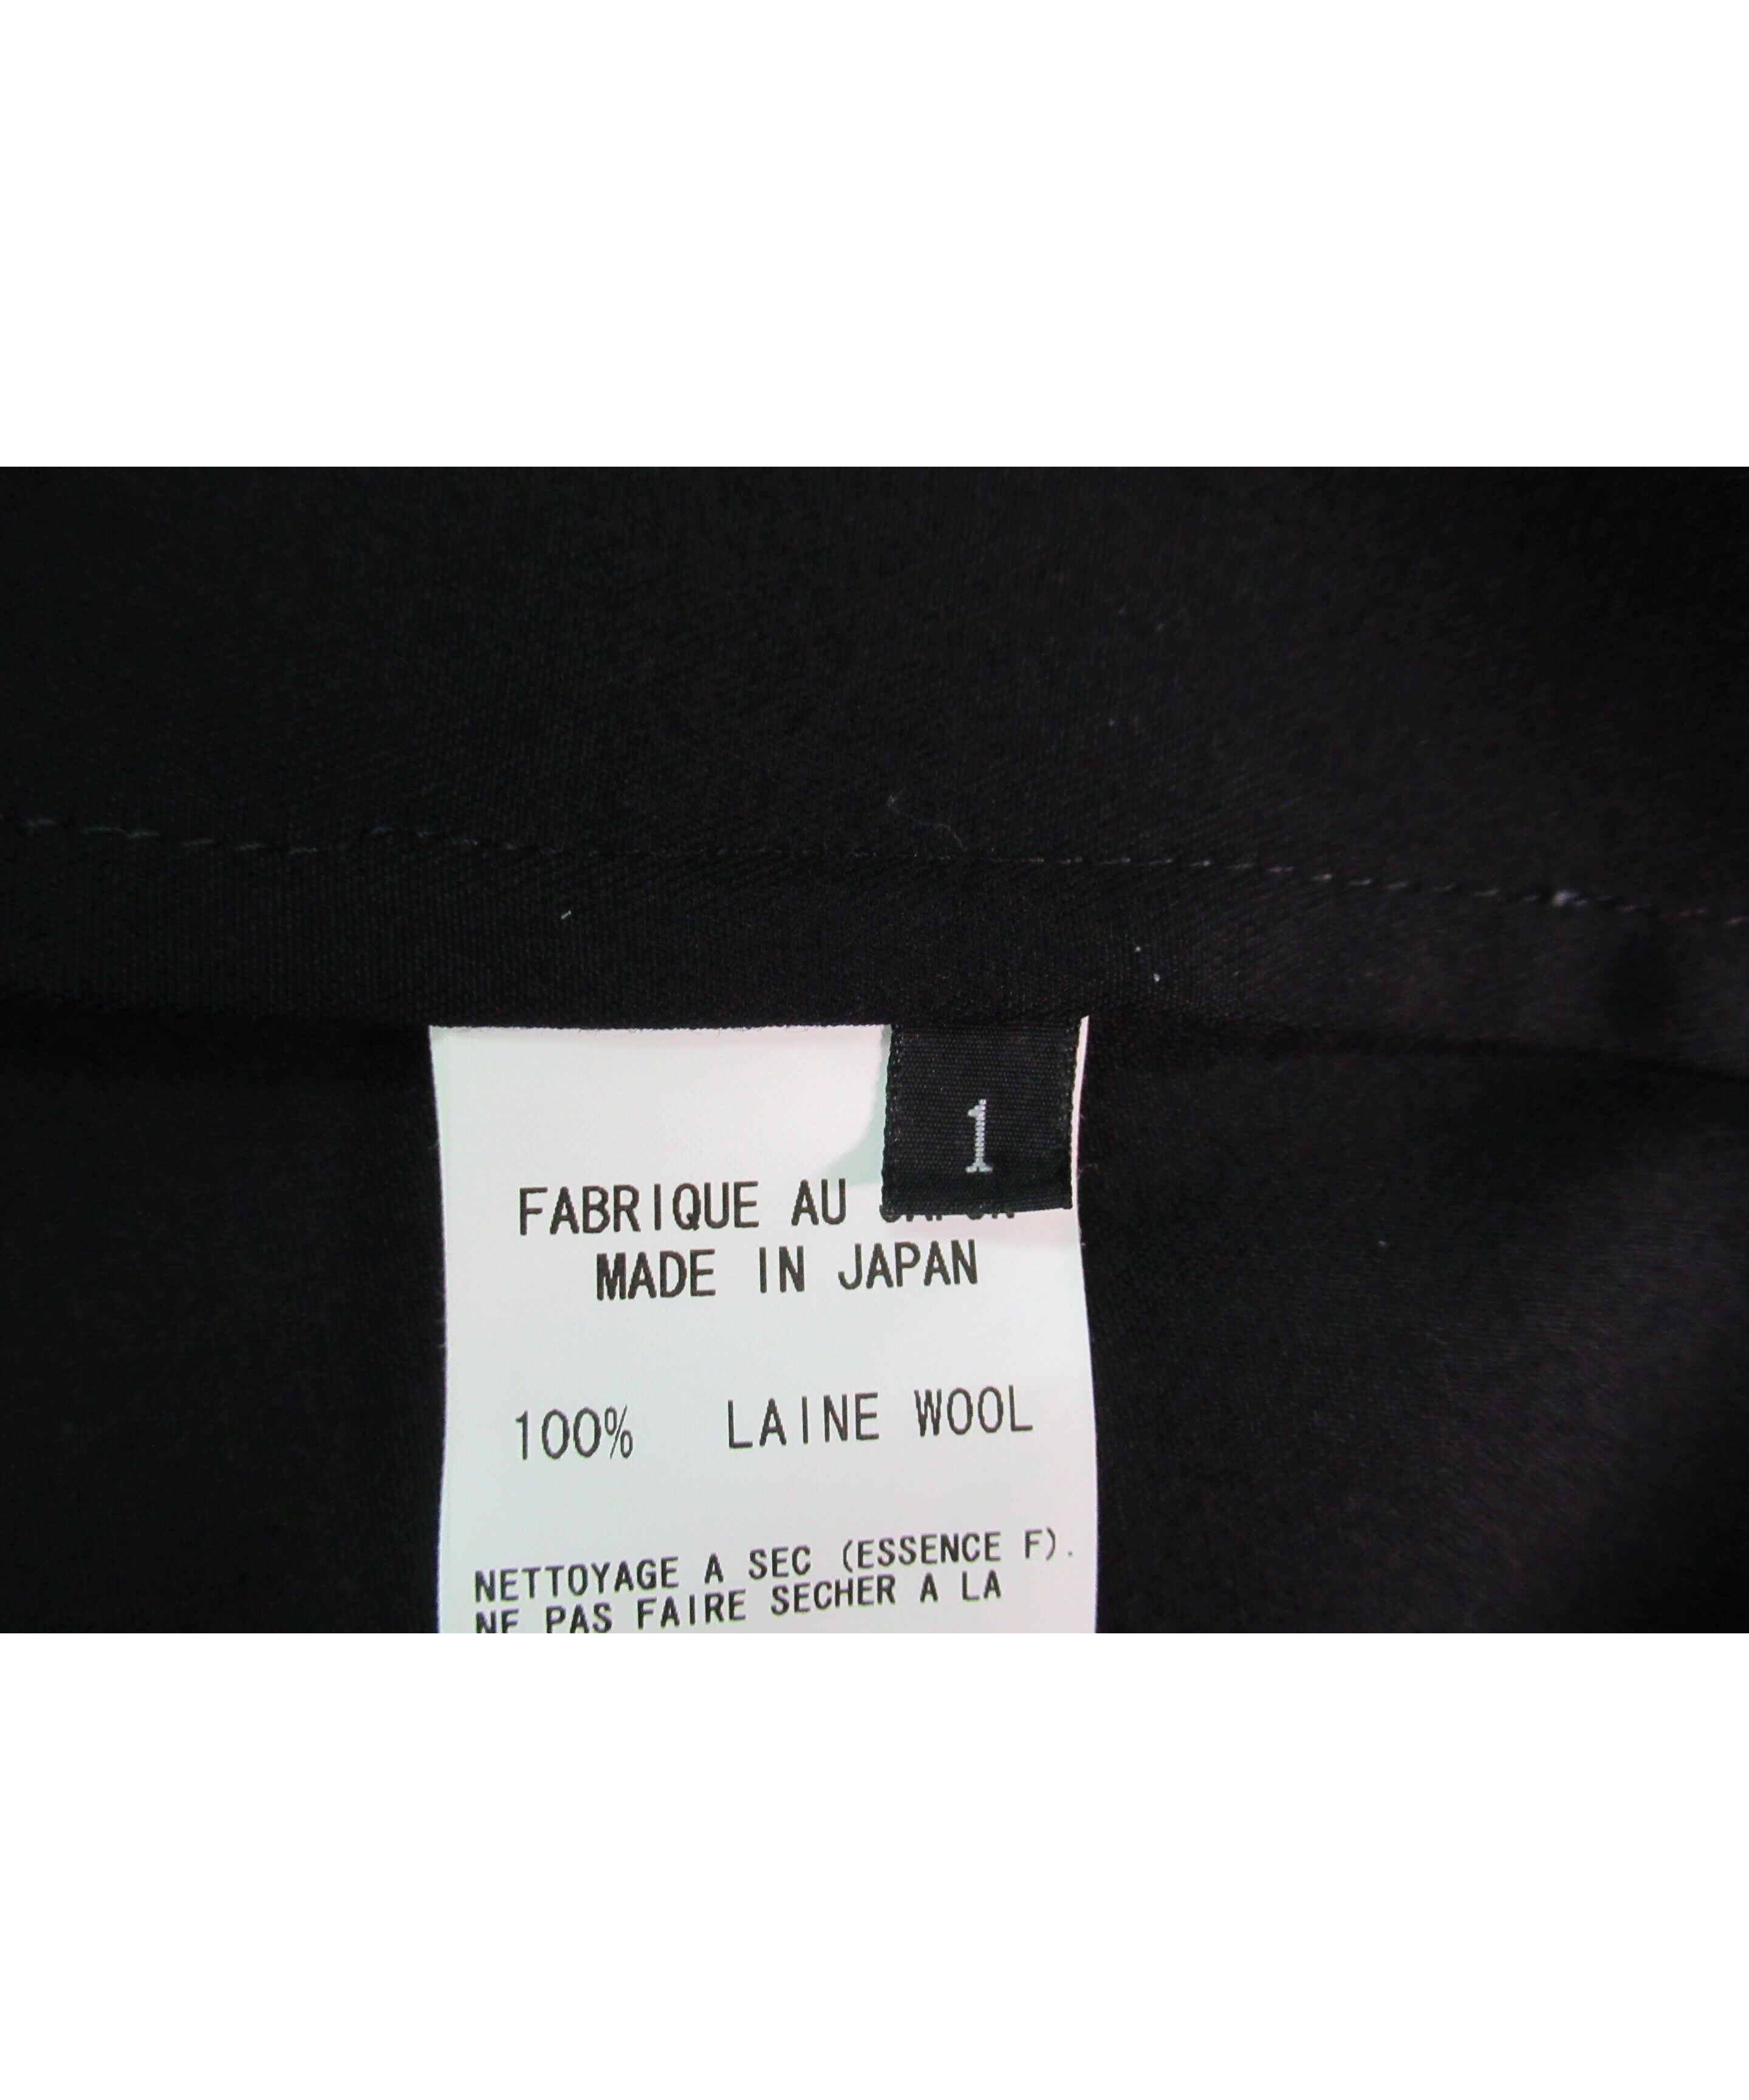 1
FABRIQUE AU
MADE IN JAPAN
100% LAINE WOOL
NETTOYAGE A SEC (ESSENCE F).
NE PAS FAIRE SECHER A LA